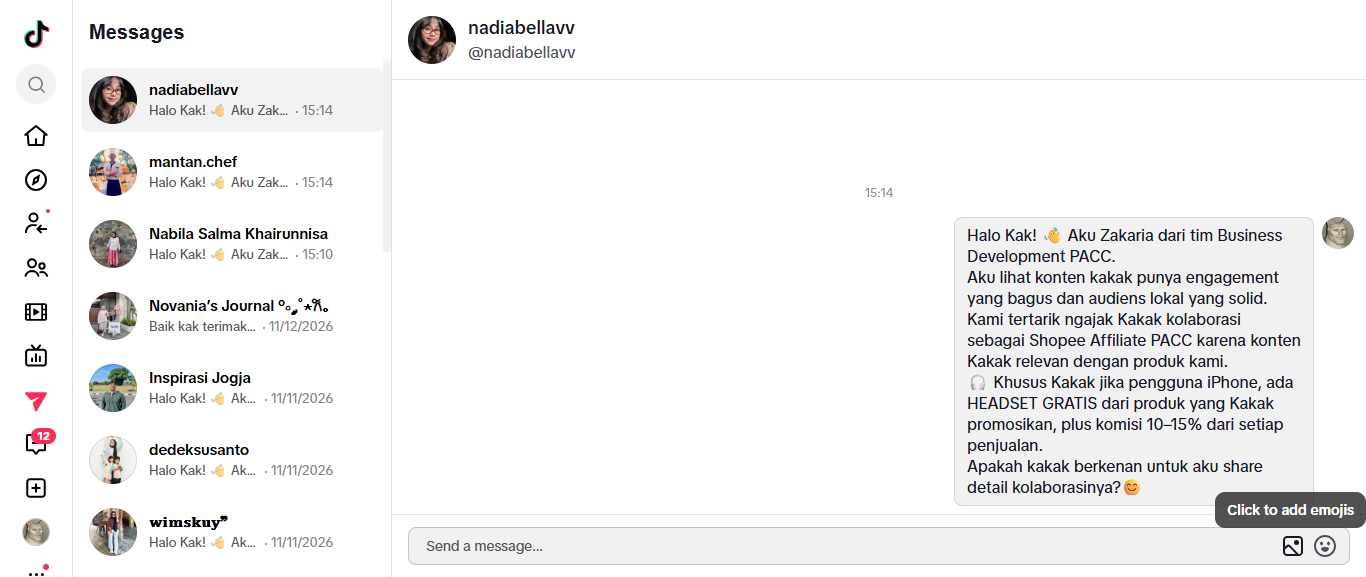 Messages
nadiabellavv
Halo Kak! 👋 Aku Zak... · 15:14
mantan.chef
Halo Kak! 👋 Aku Zak... · 15:14
Nabila Salma Khairunnisa
Halo Kak! 👋 Aku Zak... · 15:10
Novania's Journal
Baik kak terimak... · 11/12/2026
Inspirasi Jogja
Halo Kak! 👋 Ak... · 11/11/2026
dedeksusanto
Halo Kak! 👋 Ak... · 11/11/2026
𝖜𝖎𝖒𝖘𝖐𝖚𝖞❞
Halo Kak! 👋 Ak... · 11/11/2026
12
nadiabellavv
@nadiabellavv
15:14
Halo Kak! 👋 Aku Zakaria dari tim Business
Development PACC.
Aku lihat konten kakak punya engagement
yang bagus dan audiens lokal yang solid.
Kami tertarik ngajak Kakak kolaborasi
sebagai Shopee Affiliate PACC karena konten
Kakak relevan dengan produk kami.
🎧 Khusus Kakak jika pengguna iPhone, ada
HEADSET GRATIS dari produk yang Kakak
promosikan, plus komisi 10–15% dari setiap
penjualan.
Apakah kakak berkenan untuk aku share
detail kolaborasinya?😊
Click to add emojis
Send a message...